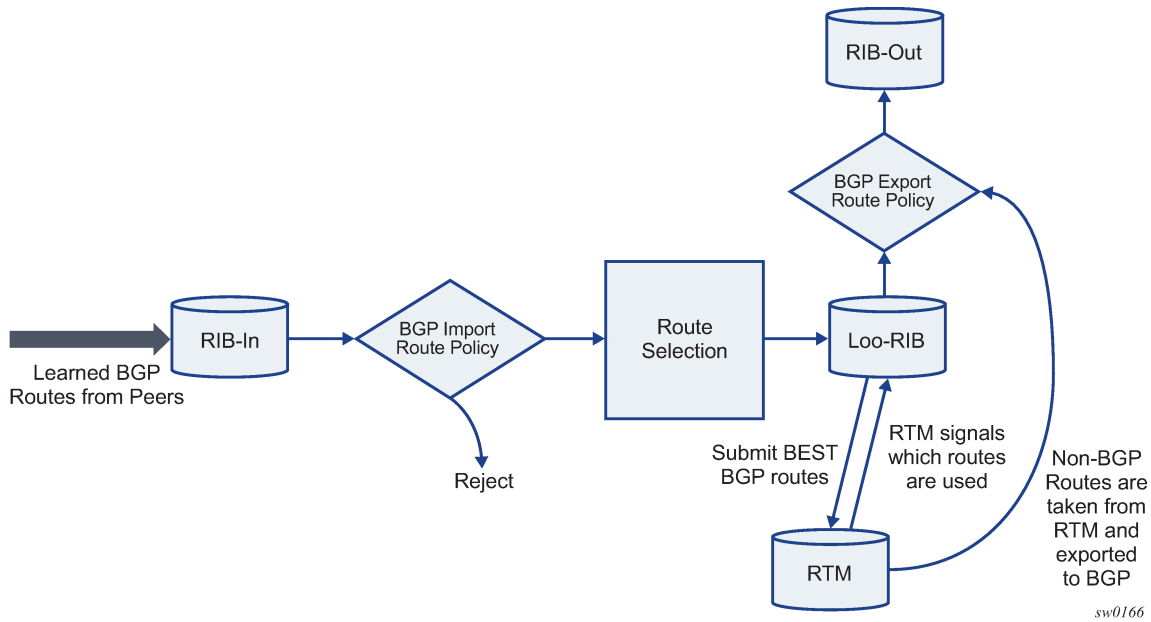 RIB-Out
BGP Export
Route Policy
RIB-In
BGP Import
Route Policy
Route
Selection
Loo-RIB
Learned BGP
Routes from Peers
Reject
Submit BEST
BGP routes
RTM signals
which routes
are used
Non-BGP
Routes are
taken from
RTM and
exported
to BGP
RTM
sw0166